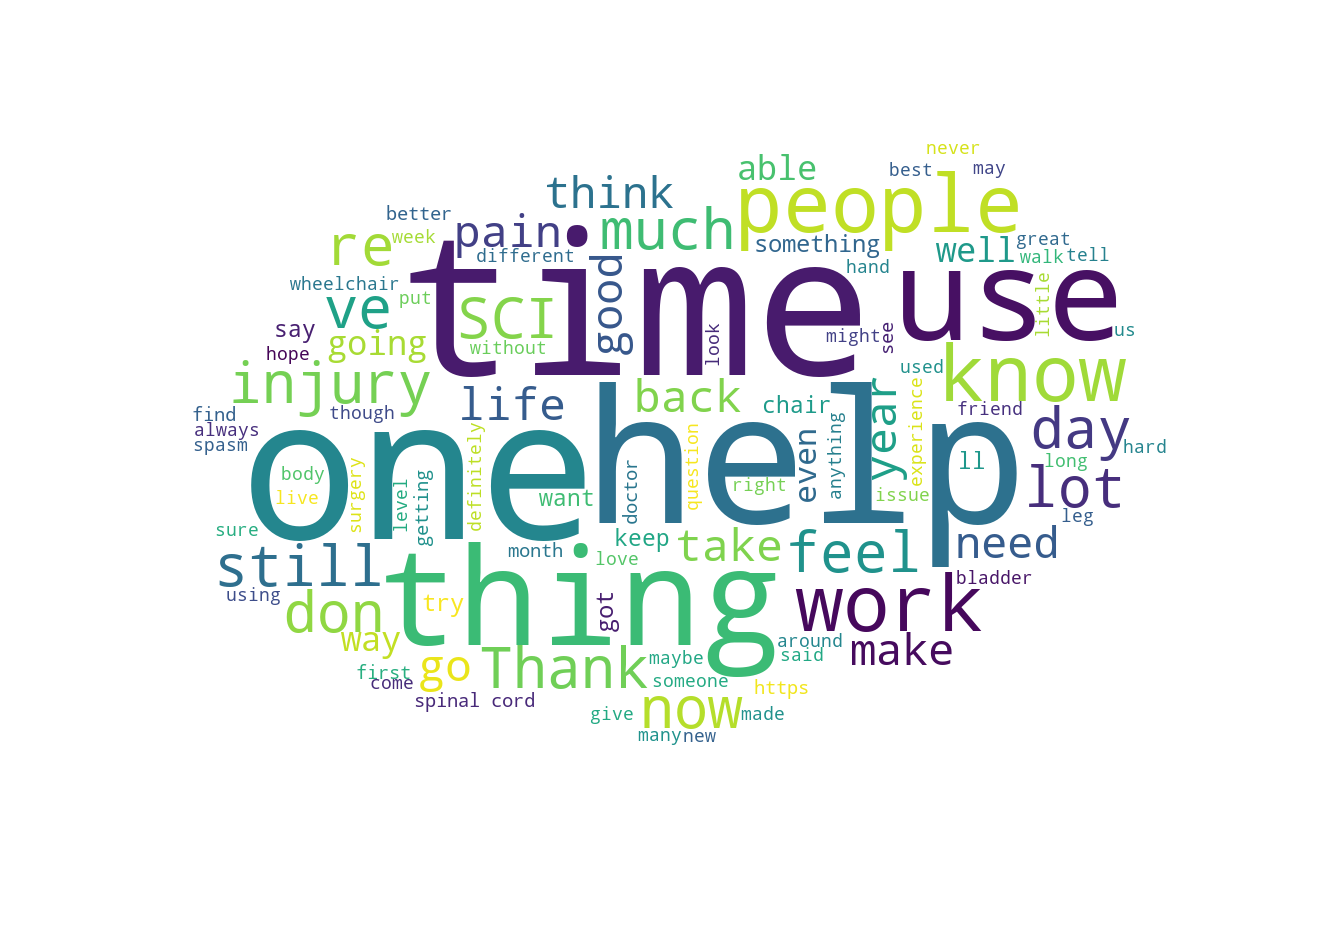 never
able
best
may
think
people
better
much
pain
re
week
different
something
well
great
walk
tell
hand
wheelchair
put
time
use
good
little
ve
SCI
say
going
without
look
might
see
us
hope
injury
life
back
chair
year
used
know
experience
friend
find
though
always
spasm
day
hard
one
help
definitely
question
even
anything
ll
long
body
live
surgery
level
getting
want
doctor
right
issue
lot
leg
sure
still
month
keep
love
take
feel
need
bladder
using
don
thing
try
got
work
way
around
make
first
come
go
Thank
maybe
someone
said
https
spinal cord
give
now
made
many
new